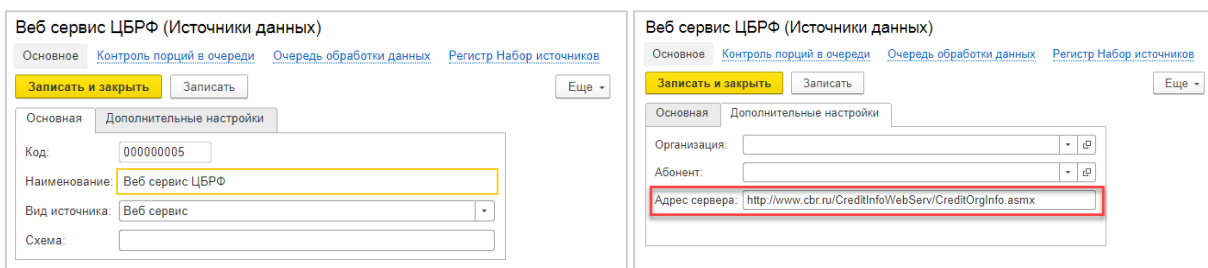 Веб сервис ЦБРФ (Источники данных)
Основное Контроль порций в очереди Очередь обработки данных Регистр Набор источников
Записать и закрыть Записать Еще
Основная Дополнительные настройки
Код: 000000005
Наименование: Веб сервис ЦБРФ
Вид источника: Веб сервис
Схема:
Веб сервис ЦБРФ (Источники данных)
Основное Контроль порций в очереди Очередь обработки данных Регистр Набор источников
Записать и закрыть Записать Еще
Основная Дополнительные настройки
Организация:
Абонент:
Адрес сервера: http://www.cbr.ru/CreditInfoWebServ/CreditOrgInfo.asmx